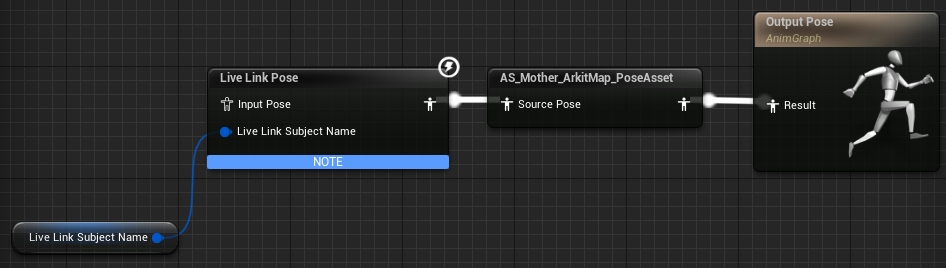 Output Pose
AnimGraph
Live Link Pose
AS_Mother_ArkitMap_PoseAsset
Input Pose
Source Pose
Result
Live Link Subject Name
NOTE
Live Link Subject Name